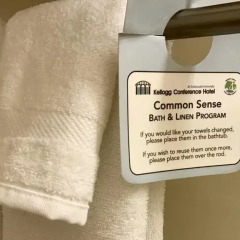 Kellogg Conference Hotel
Common Sense
BATH & LINEN PROGRAM
If you would like your towels changed,
please place them in the bathtub.
If you wish to reuse them once more,
please place over the rod.